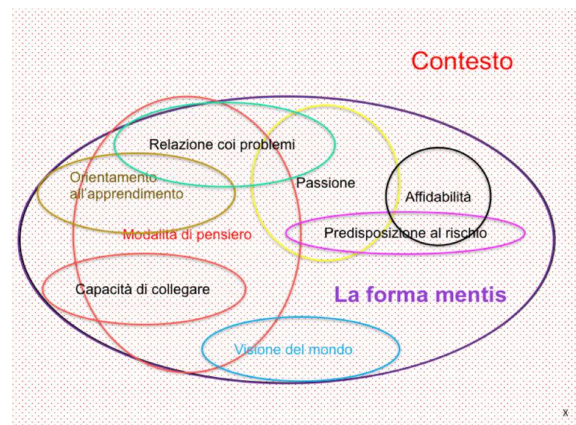 Contesto
Relazione coi problemi
Orientamento
all'apprendimento
Passione
Affidabilità
Modalità di pensiero
Predisposizione al rischio
Capacità di collegare
La forma mentis
Visione del mondo
x